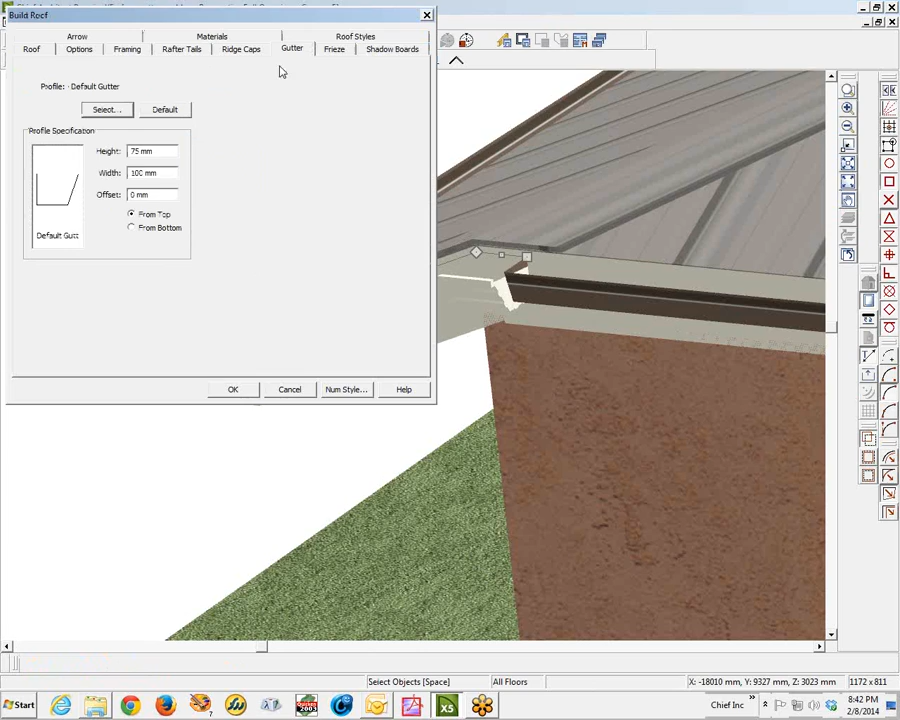 Build Roof
Arrow Materials Roof Styles
Roof Options Framing Rafter Tails Ridge Caps Gutter Frieze Shadow Boards
Profile: - Default Gutter
Select... Default
Profile Specification
Height: 75 mm
Width: 100 mm
Offset: 0 mm
From Top
From Bottom
Default Gutt
OK Cancel Num Style... Help
Select Objects [Space] All Floors X: -18010 mm, Y: 9327 mm, Z: 3023 mm 1172 x 811
Start Chief Inc 8:42 PM
2/8/2014